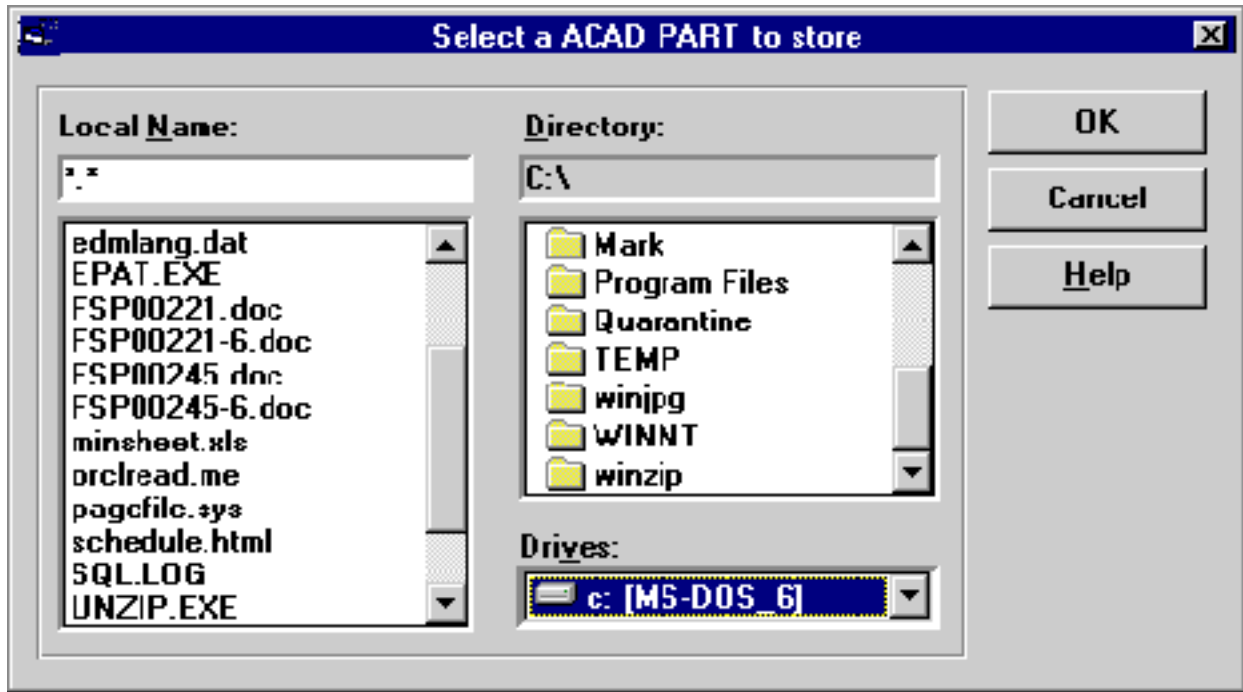 Select a ACAD PART to store
Local Name:
*.*
edmlang.dat
EPAT.EXE
FSP00221.doc
FSP00221-6.doc
FSP00245.doc
FSP00245-6.doc
minsheet.xls
orclread.me
pagefile.sys
schedule.html
SQL.LOG
UNZIP.EXE
Directory:
C:\
Mark
Program Files
Quarantine
TEMP
winjpg
WINNT
winzip
Drives:
c: [MS-DOS_6]
OK
Cancel
Help